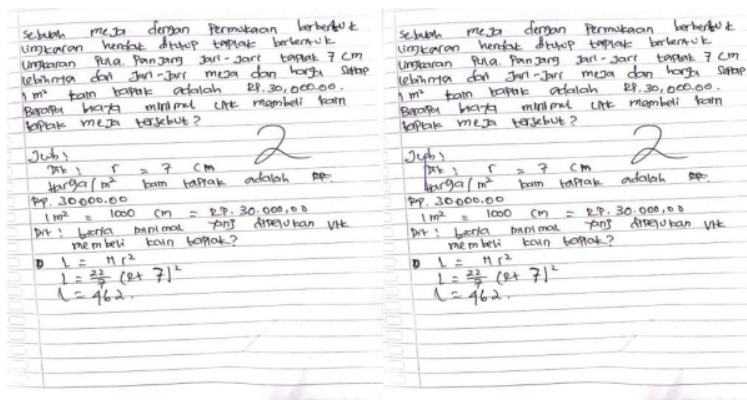 Sebuah meja dengan Permukaan berbentuk
lingkaran hendak ditutup taplak berbentuk
lingkaran Pula. Panjang Jari-Jari taplak 7 cm
lebihnya dari Jari-Jari meja dan harga Setiap
1 m² kain taplak adalah RP. 30,000.00.
Berapa biaya minimal utk membeli kain
taplak meja tersebut?
2
Jwb:
Dik: r = 7 cm
Harga/m² kain taplak adalah
RP. 30000.00
1 m² = 1000 cm = RP. 30.000,00
Dit: biaya minimal yang diperlukan utk
membeli kain taplak?
L = π r²
L = 22/7 (R+ 7)²
L = 462.
Sebuah meja dengan Permukaan berbentuk
lingkaran hendak ditutup taplak berbentuk
lingkaran Pula. Panjang Jari-Jari taplak 7 cm
lebihnya dari Jari-Jari meja dan harga Setiap
1 m² kain taplak adalah RP. 30,000.00.
Berapa biaya minimal utk membeli kain
taplak meja tersebut?
2
Jwb:
Dik: r = 7 cm
Harga/m² kain taplak adalah
RP. 30000.00
1 m² = 1000 cm = RP. 30.000,00
Dit: biaya minimal yang diperlukan utk
membeli kain taplak?
L = π r²
L = 22/7 (R+ 7)²
L = 462.